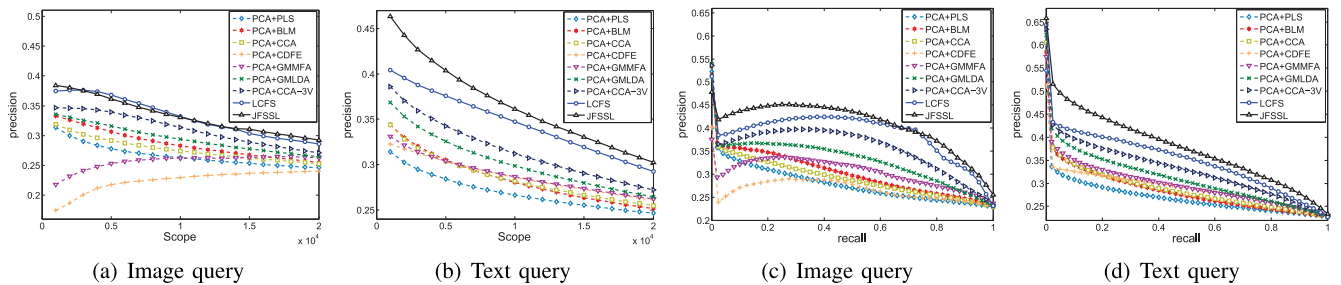 0.5
0.4
0.35
0.3
0.25
0.2
precision
0.5
1
1.5
2
Scope
x 10⁴
PCA+PLS
PCA+BLM
PCA+CCA
PCA+CDFE
PCA+GMMFA
PCA+GMLDA
PCA+CCA-3V
LCFS
JFSSL
(a) Image query
0.45
0.4
0.35
0.3
0.25
precision
0
0.5
1
1.5
2
Scope
x 10⁴
PCA+PLS
PCA+BLM
PCA+CCA
PCA+CDFE
PCA+GMMFA
PCA+GMLDA
PCA+CCA-3V
LCFS
JFSSL
(b) Text query
0.7
0.65
0.6
0.55
0.5
0.45
0.4
0.35
0.3
0.25
0.2
precision
0
0.2
0.4
0.6
0.8
1
recall
PCA+PLS
PCA+BLM
PCA+CCA
PCA+CDFE
PCA+GMMFA
PCA+GMLDA
PCA+CCA-3V
LCFS
JFSSL
(c) Image query
0.65
0.6
0.55
0.5
0.45
0.4
0.35
0.3
0.25
precision
0
0.2
0.4
0.6
0.8
1
recall
PCA+PLS
PCA+BLM
PCA+CCA
PCA+CDFE
PCA+GMMFA
PCA+GMLDA
PCA+CCA-3V
LCFS
JFSSL
(d) Text query